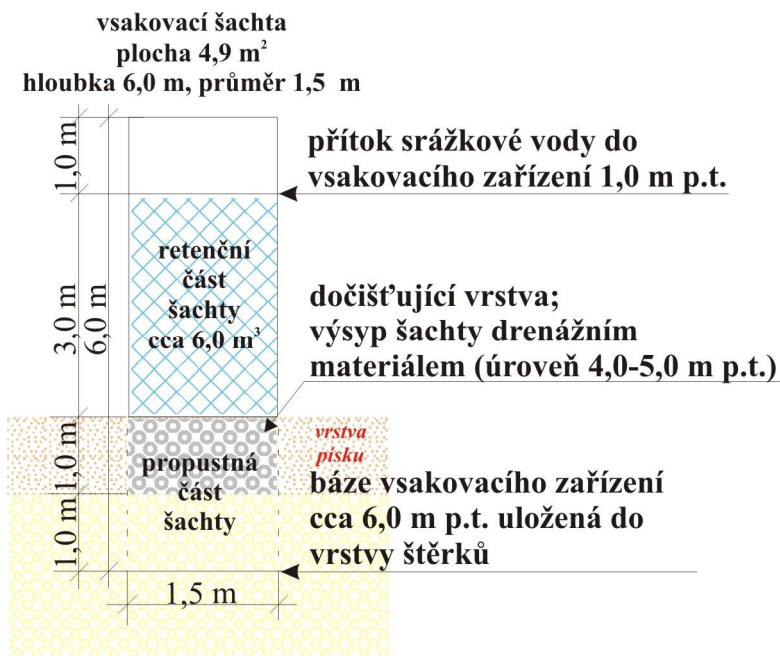 vsakovací šachta
plocha 4,9 m²
hloubka 6,0 m, průměr 1,5 m
1,0 m
3,0 m
6,0 m
1,0 m
1,0 m
přítok srážkové vody do
vsakovacího zařízení 1,0 m p.t.
retenční
část
šachty
cca 6,0 m³
dočišťující vrstva;
výsyp šachty drenážním
materiálem (úroveň 4,0-5,0 m p.t.)
vrstva
písku
propustná
část
šachty
báze vsakovacího zařízení
cca 6,0 m p.t. uložená do
vrstvy štěrků
1,5 m